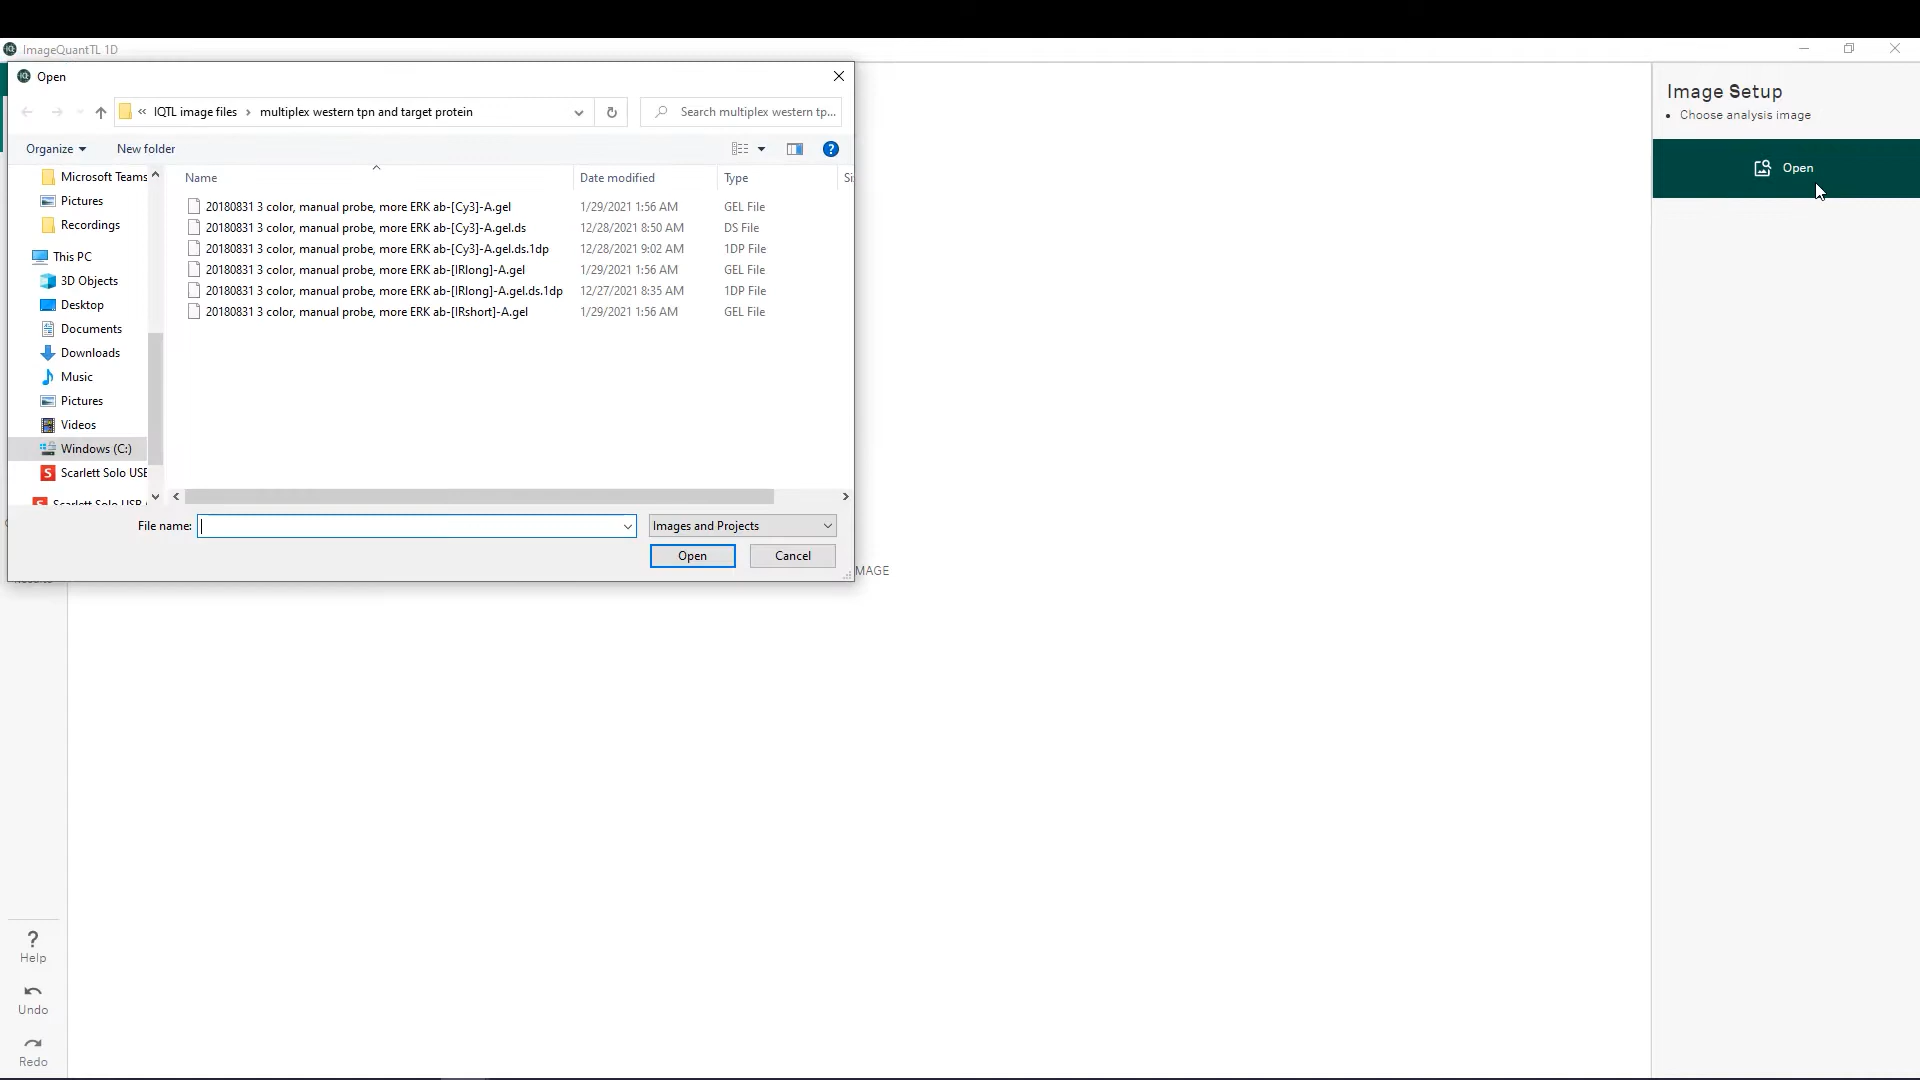 ImageQuantTL 1D
Open
« IQTL image files › multiplex western tpn and target protein
Search multiplex western tp...
Organize
New folder
Microsoft Teams
Pictures
Recordings
This PC
3D Objects
Desktop
Documents
Downloads
Music
Pictures
Videos
Windows (C:)
Scarlett Solo USB
Name Date modified Type Si
20180831 3 color, manual probe, more ERK ab-[Cy3]-A.gel 1/29/2021 1:56 AM GEL File
20180831 3 color, manual probe, more ERK ab-[Cy3]-A.gel.ds 12/28/2021 8:50 AM DS File
20180831 3 color, manual probe, more ERK ab-[Cy3]-A.gel.ds.1dp 12/28/2021 9:02 AM 1DP File
20180831 3 color, manual probe, more ERK ab-[IRlong]-A.gel 1/29/2021 1:56 AM GEL File
20180831 3 color, manual probe, more ERK ab-[IRlong]-A.gel.ds.1dp 12/27/2021 8:35 AM 1DP File
20180831 3 color, manual probe, more ERK ab-[IRshort]-A.gel 1/29/2021 1:56 AM GEL File
File name:
Images and Projects
Open
Cancel
MAGE
Image Setup
• Choose analysis image
Open
?
Help
Undo
Redo